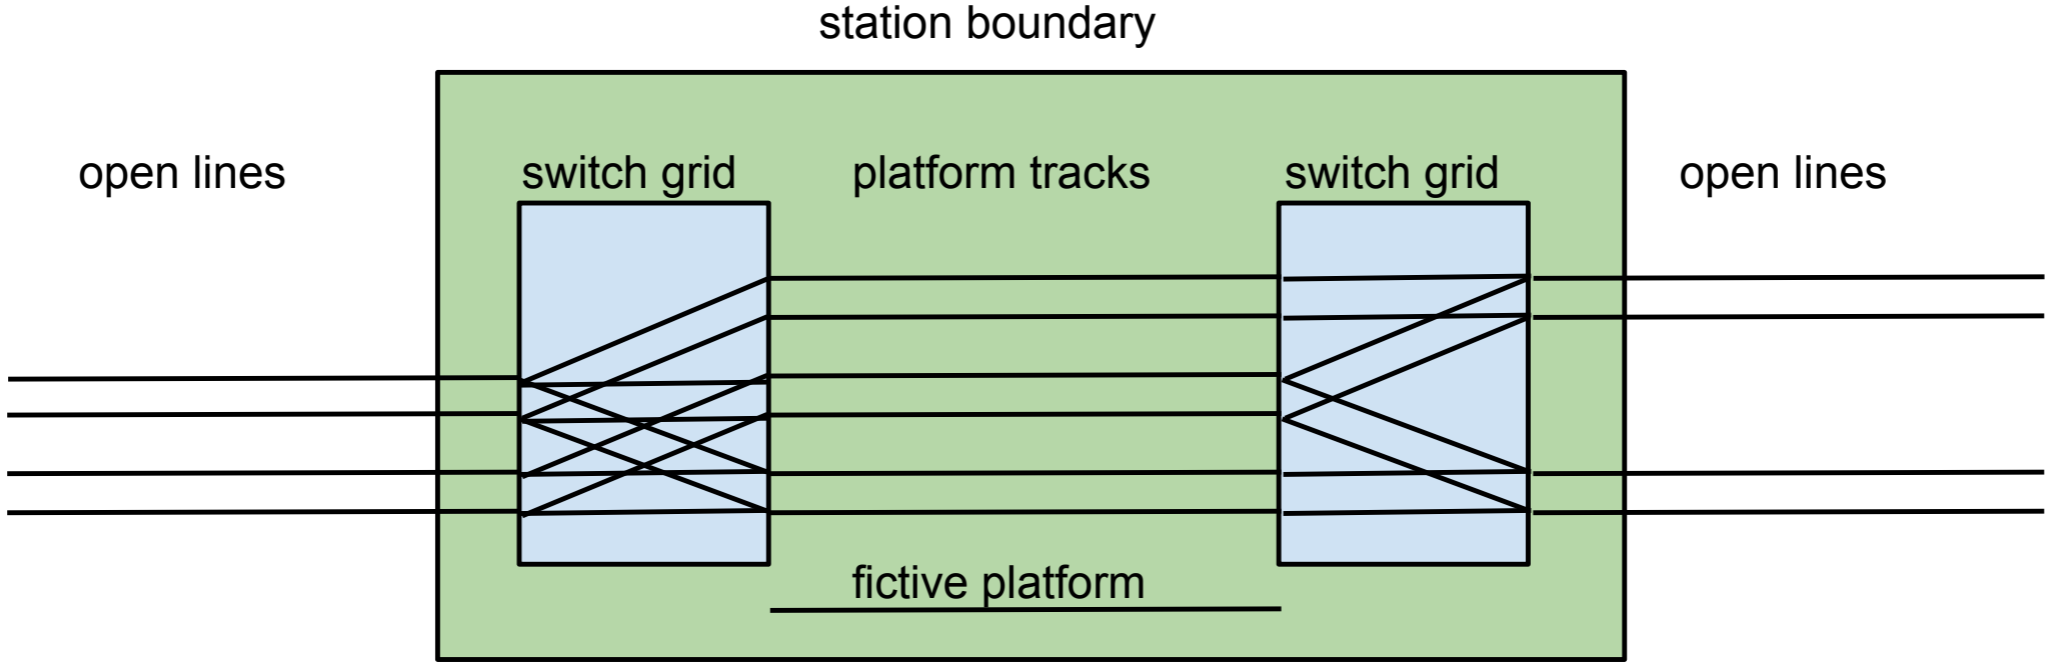 station boundary
open lines
switch grid
platform tracks
switch grid
open lines
fictive platform